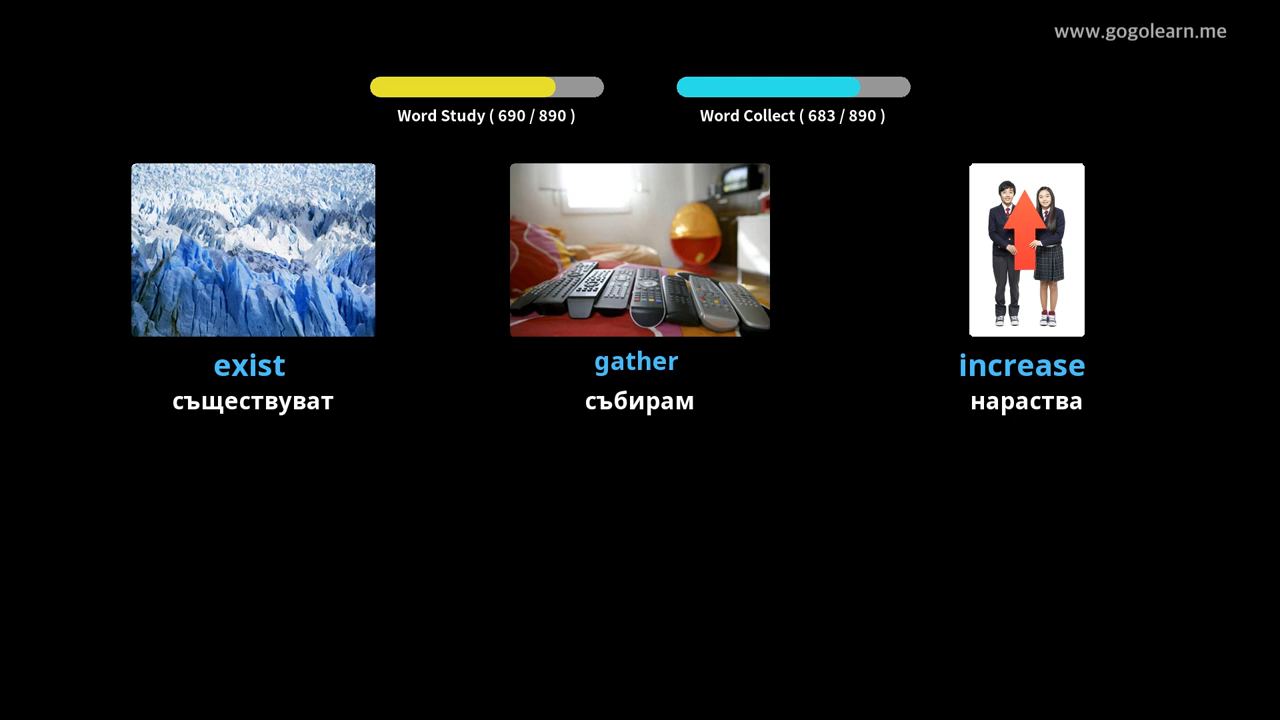 www.gogolearn.me
Word Study ( 690 / 890 )
Word Collect ( 683 / 890 )
exist
съществуват
gather
събирам
increase
нараства